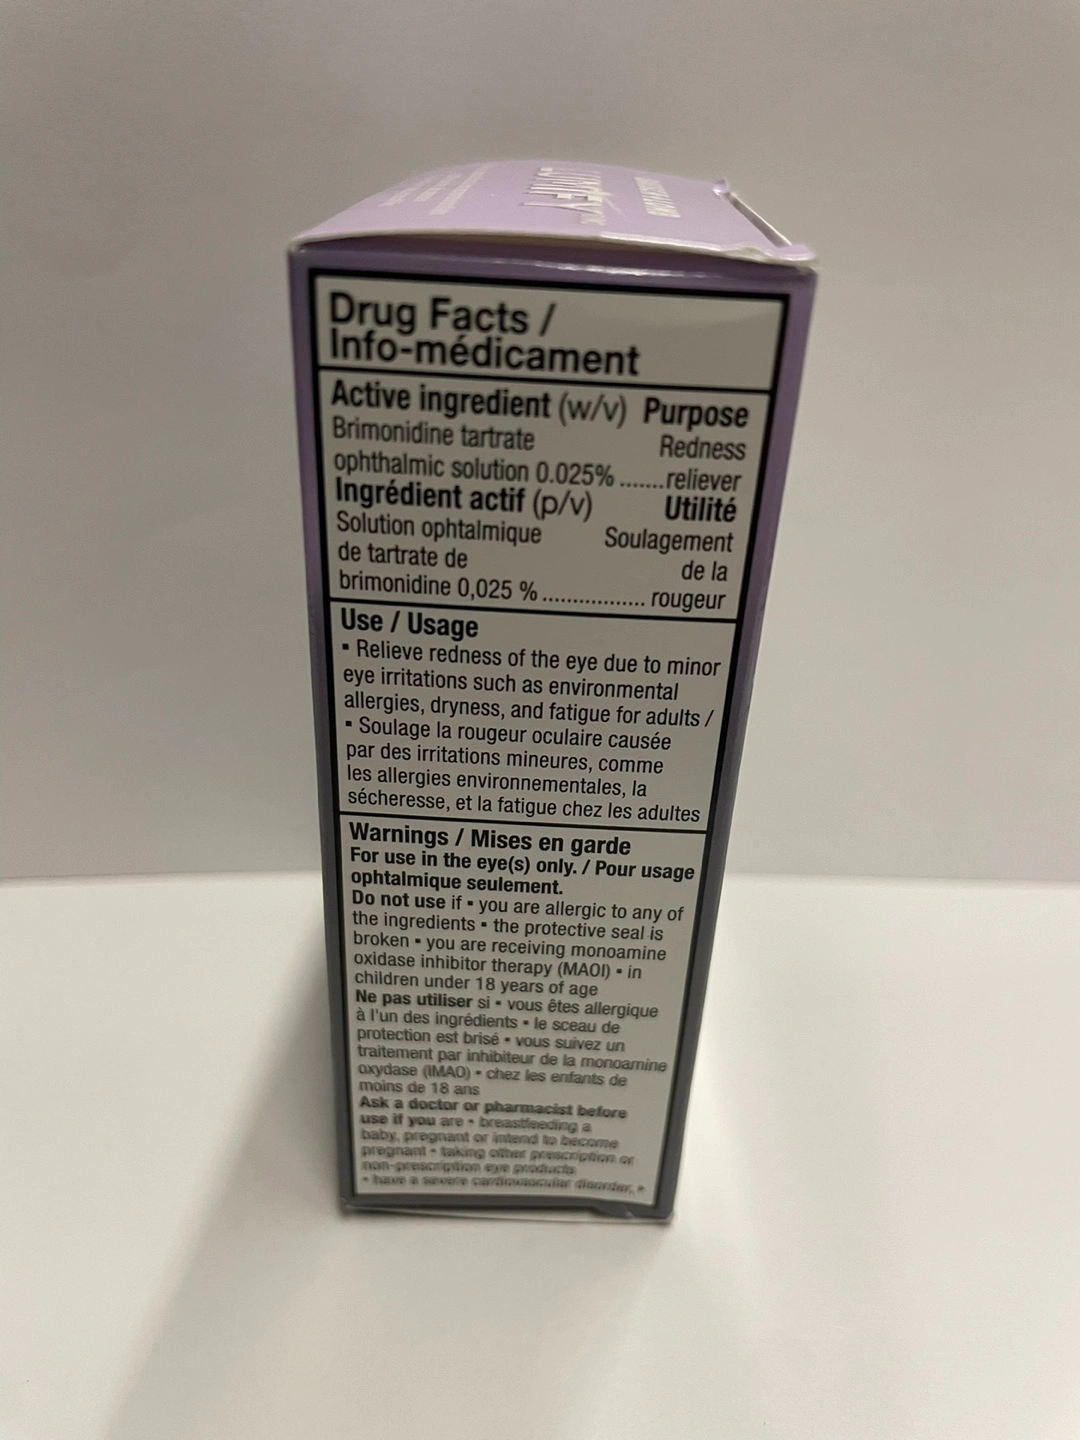 LUMIFY
Drug Facts /
Info-médicament
Active ingredient (w/v) Purpose
Brimonidine tartrate Redness
ophthalmic solution 0.025% .......reliever
Ingrédient actif (p/v) Utilité
Solution ophtalmique Soulagement
de tartrate de de la
brimonidine 0,025 % ................. rougeur
Use / Usage
▪ Relieve redness of the eye due to minor
eye irritations such as environmental
allergies, dryness, and fatigue for adults /
▪ Soulage la rougeur oculaire causée
par des irritations mineures, comme
les allergies environnementales, la
sécheresse, et la fatigue chez les adultes
Warnings / Mises en garde
For use in the eye(s) only. / Pour usage
ophtalmique seulement.
Do not use if ▪ you are allergic to any of
the ingredients ▪ the protective seal is
broken ▪ you are receiving monoamine
oxidase inhibitor therapy (MAOI) ▪ in
children under 18 years of age
Ne pas utiliser si ▪ vous êtes allergique
à l'un des ingrédients ▪ le sceau de
protection est brisé ▪ vous suivez un
traitement par inhibiteur de la monoamine
oxydase (IMAO) ▪ chez les enfants de
moins de 18 ans
Ask a doctor or pharmacist before
use if you are ▪ breastfeeding a
baby, pregnant or intend to become
pregnant ▪ taking other prescription or
non-prescription eye products
▪ have a severe cardiovascular disorder, ▪